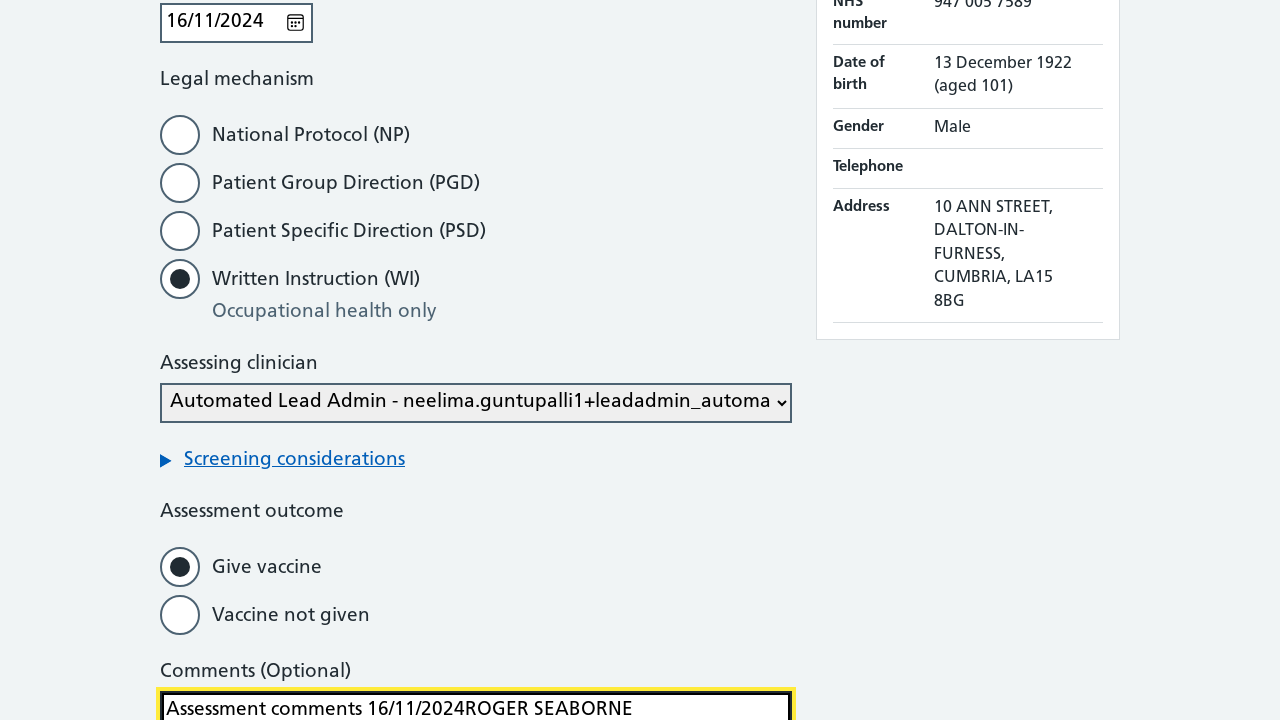 16/11/2024
Legal mechanism
National Protocol (NP)
Patient Group Direction (PGD)
Patient Specific Direction (PSD)
Written Instruction (WI)
Occupational health only
Assessing clinician
Automated Lead Admin - neelima.guntupalli1+leadadmin_automa
Screening considerations
Assessment outcome
Give vaccine
Vaccine not given
Comments (Optional)
Assessment comments 16/11/2024ROGER SEABORNE
NHS 947 005 7589
number
Date of 13 December 1922
birth (aged 101)
Gender Male
Telephone
Address 10 ANN STREET,
DALTON-IN-
FURNESS,
CUMBRIA, LA15
8BG